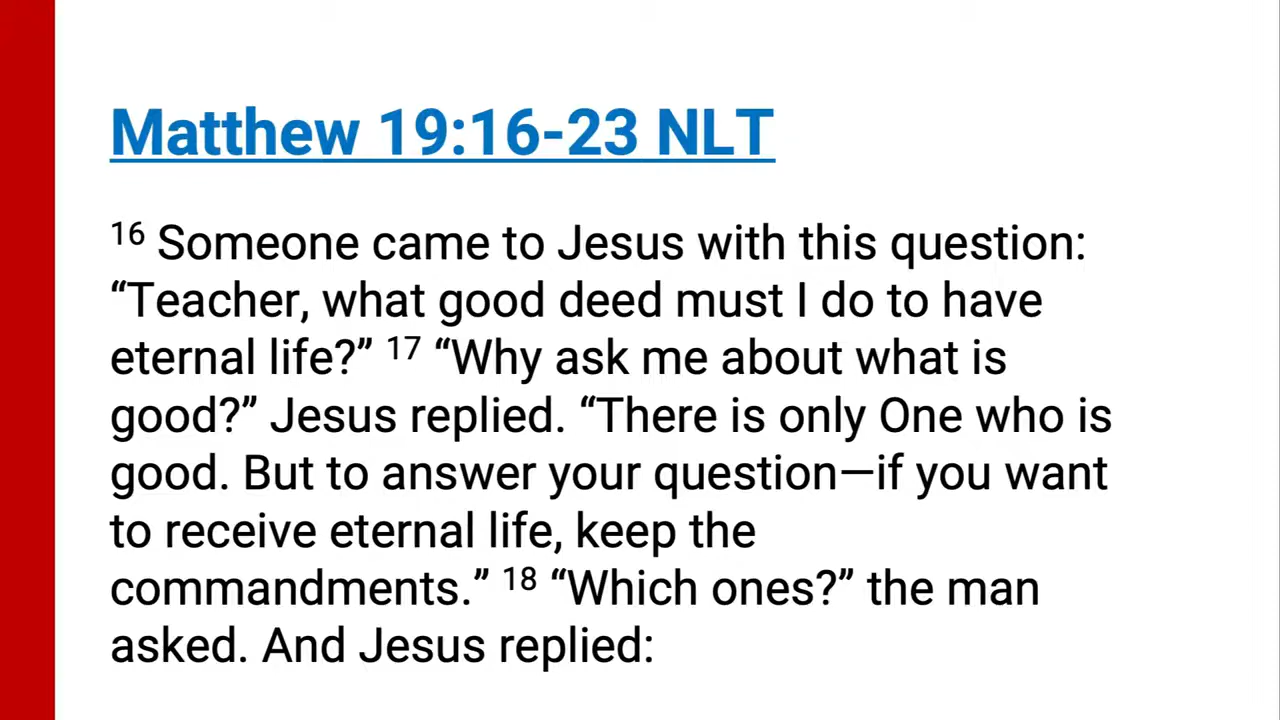 Matthew 19:16-23 NLT
16 Someone came to Jesus with this question:
“Teacher, what good deed must I do to have
eternal life?” 17 “Why ask me about what is
good?” Jesus replied. “There is only One who is
good. But to answer your question—if you want
to receive eternal life, keep the
commandments.” 18 “Which ones?” the man
asked. And Jesus replied: